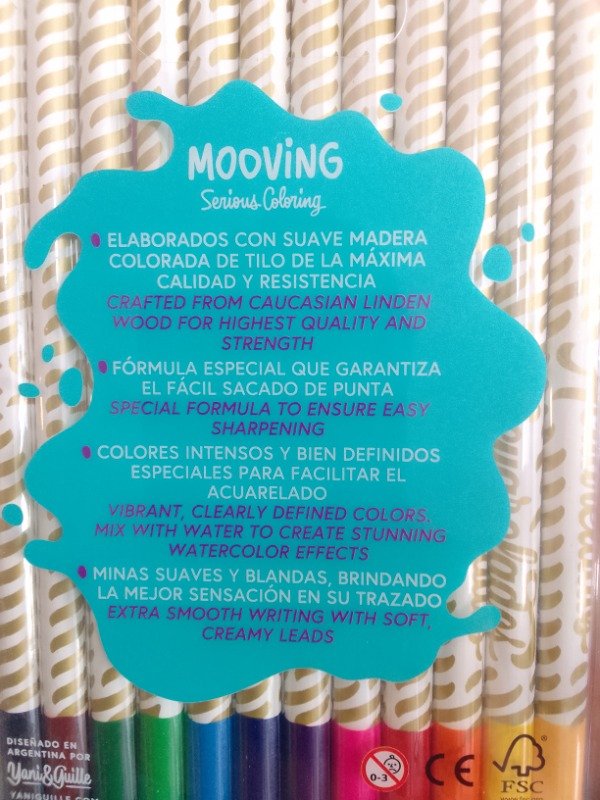 MOOVING
Serious Coloring
ELABORADOS CON SUAVE MADERA
COLORADA DE TILO DE LA MÁXIMA
CALIDAD Y RESISTENCIA
CRAFTED FROM CAUCASIAN LINDEN
WOOD FOR HIGHEST QUALITY AND
STRENGTH
FÓRMULA ESPECIAL QUE GARANTIZA
EL FÁCIL SACADO DE PUNTA
SPECIAL FORMULA TO ENSURE EASY
SHARPENING
COLORES INTENSOS Y BIEN DEFINIDOS
ESPECIALES PARA FACILITAR EL
ACUARELADO
VIBRANT, CLEARLY DEFINED COLORS,
MIX WITH WATER TO CREATE STUNNING
WATERCOLOR EFFECTS
MINAS SUAVES Y BLANDAS, BRINDANDO
LA MEJOR SENSACIÓN EN SU TRAZADO
EXTRA SMOOTH WRITING WITH SOFT,
CREAMY LEADS
DISEÑADO EN
ARGENTINA POR
Yani&Guille
YANIGUILLE.COM
0-3
CE
FSC